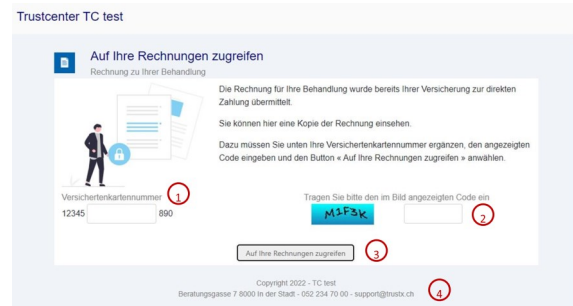 Trustcenter TC test
Auf Ihre Rechnungen zugreifen
Rechnung zu Ihrer Behandlung
Die Rechnung für Ihre Behandlung wurde bereits Ihrer Versicherung zur direkten
Zahlung übermittelt.
Sie können hier eine Kopie der Rechnung einsehen.
Dazu müssen Sie unten Ihre Versichertenkartennummer ergänzen, den angezeigten
Code eingeben und den Button « Auf Ihre Rechnungen zugreifen » anwählen.
Versichertenkartennummer 1
12345 890
Tragen Sie bitte den im Bild angezeigten Code ein
M1F3K 2
Auf Ihre Rechnungen zugreifen 3
Copyright 2022 - TC test
Beratungsgasse 7 8000 In der Stadt - 052 234 70 00 - support@trustx.ch 4